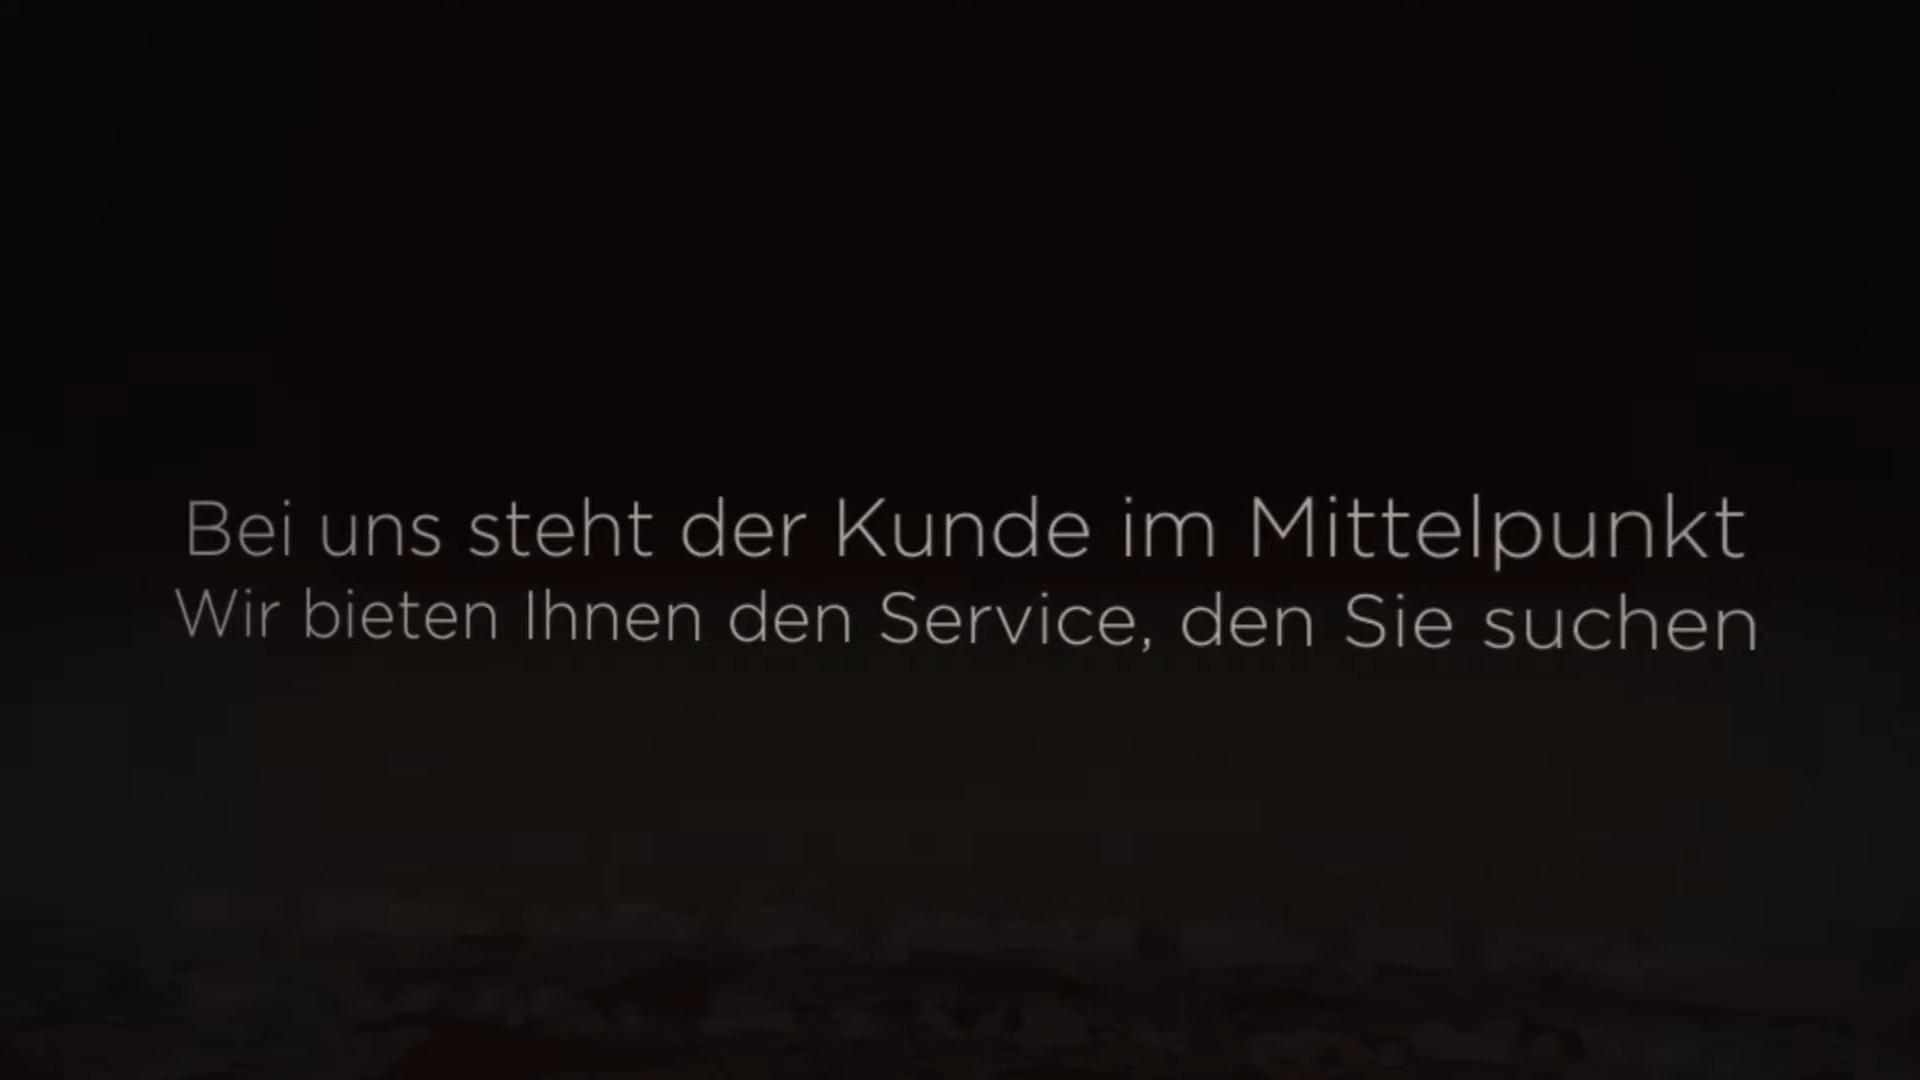 Bei uns steht der Kunde im Mittelpunkt
Wir bieten Ihnen den Service, den Sie suchen